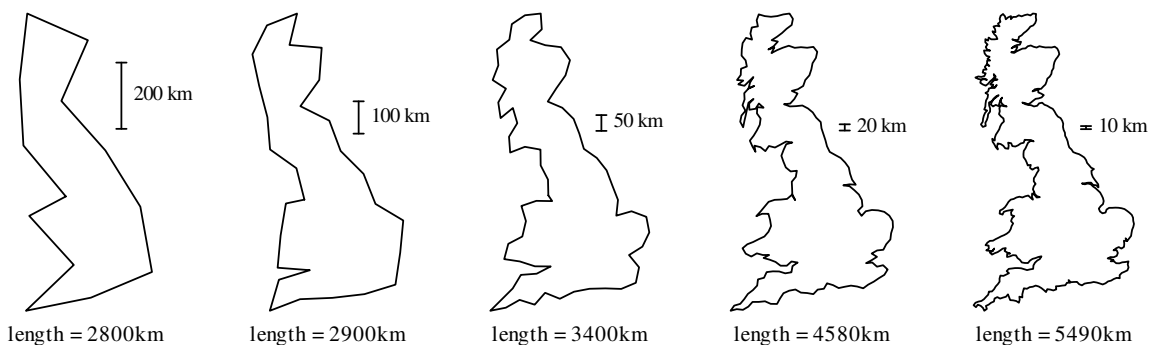 200 km
100 km
50 km
20 km
10 km
length = 2800km
length = 2900km
length = 3400km
length = 4580km
length = 5490km